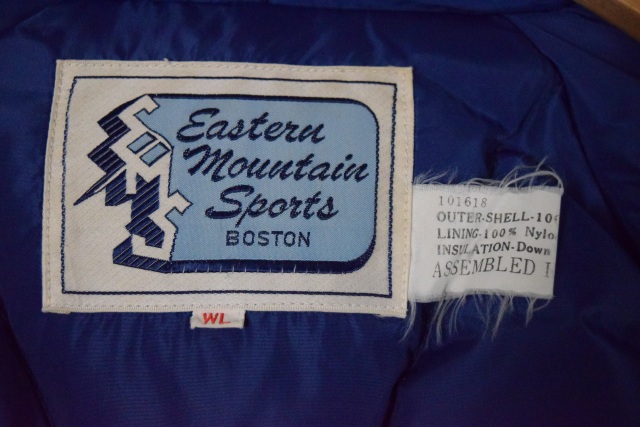 EMS
Eastern
Mountain
Sports
BOSTON
WL
101618
OUTER-SHELL-10
LINING-100% Nylo
INSULATION-Down
ASSEMBLED I